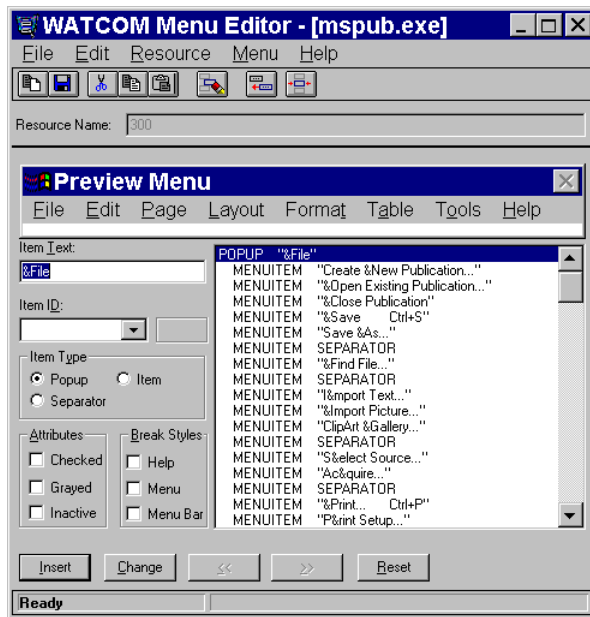 WATCOM Menu Editor - [mspub.exe]
File Edit Resource Menu Help
Resource Name: 300
Preview Menu
File Edit Page Layout Format Table Tools Help
Item Text:
&File
Item ID:
Item Type
Popup Item
Separator
Attributes
Checked
Grayed
Inactive
Break Styles
Help
Menu
Menu Bar
POPUP "&File"
MENUITEM "Create &New Publication..."
MENUITEM "&Open Existing Publication..."
MENUITEM "&Close Publication"
MENUITEM "&Save Ctrl+S"
MENUITEM "Save &As..."
SEPARATOR
MENUITEM "&Find File..."
SEPARATOR
MENUITEM "I&mport Text..."
MENUITEM "&Import Picture..."
MENUITEM "ClipArt &Gallery..."
SEPARATOR
MENUITEM "S&elect Source..."
MENUITEM "Ac&quire..."
SEPARATOR
MENUITEM "&Print... Ctrl+P"
MENUITEM "P&rint Setup..."
Insert Change << >> Reset
Ready